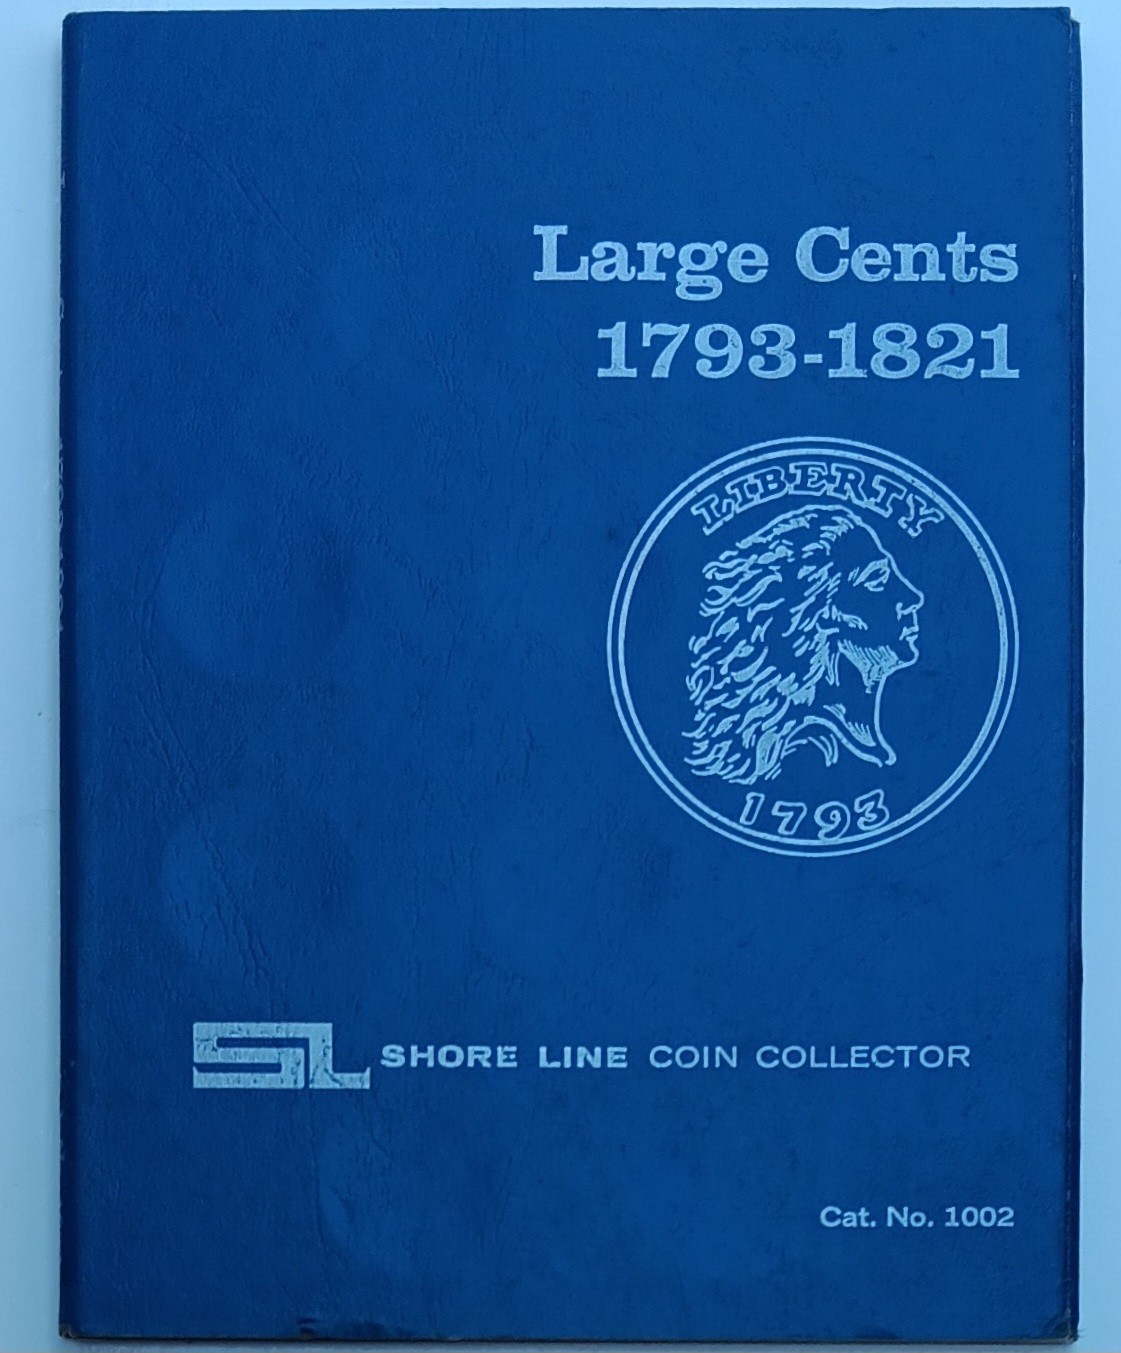 Large Cents
1793-1821
LIBERTY
1793
SL SHORE LINE COIN COLLECTOR
Cat. No. 1002